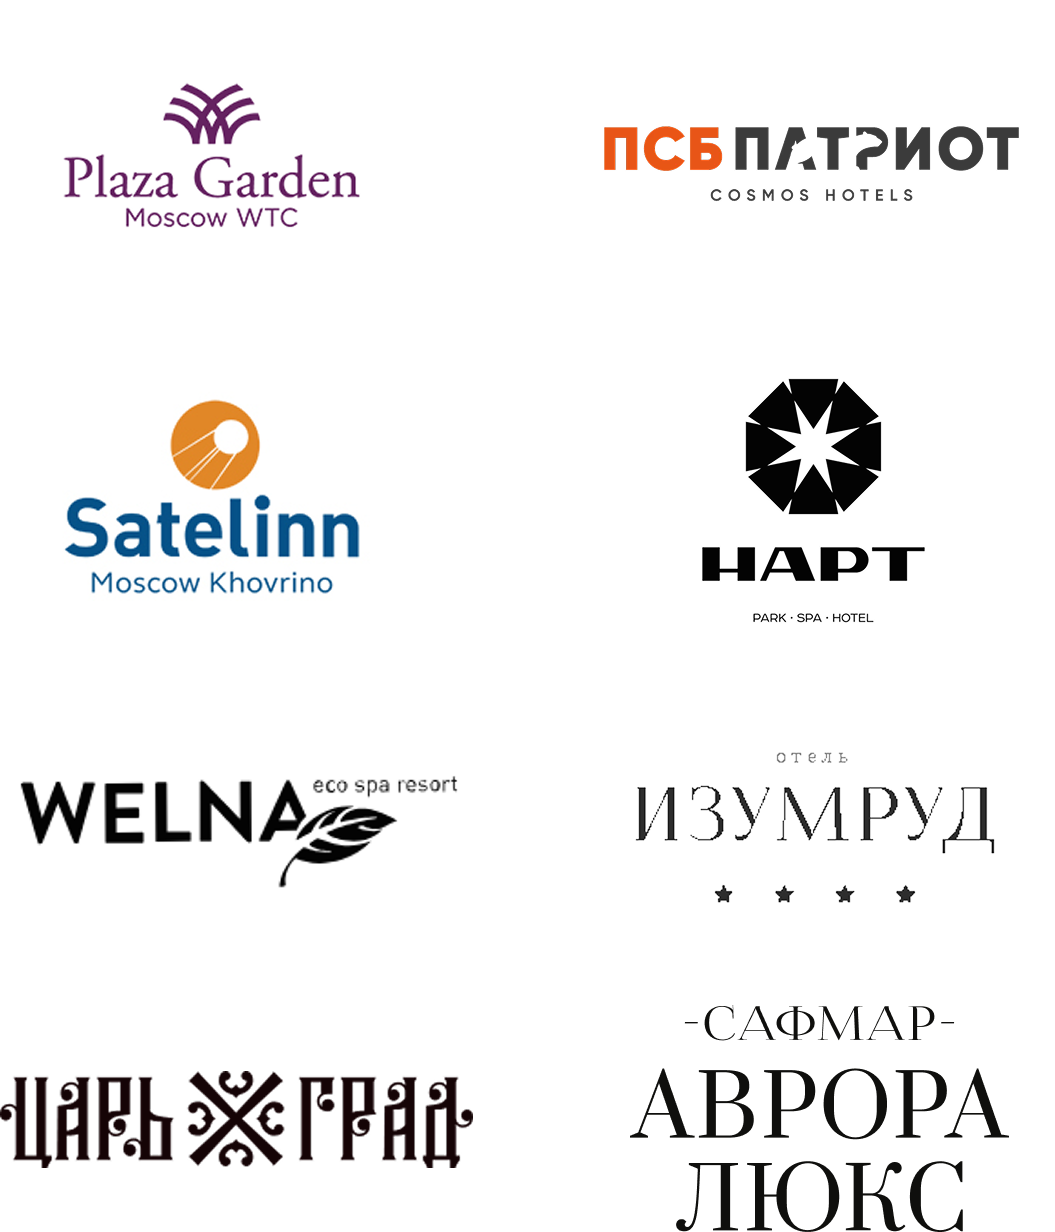 Plaza Garden
Moscow WTC
ПСБ ПАТРИОТ
COSMOS HOTELS
Satelinn
Moscow Khovrino
НАРТ
PARK · SPA · HOTEL
WELNA eco spa resort
отель
ИЗУМРУД
ЦАРЬ ГРАД
-САФМАР-
АВРОРА
ЛЮКС